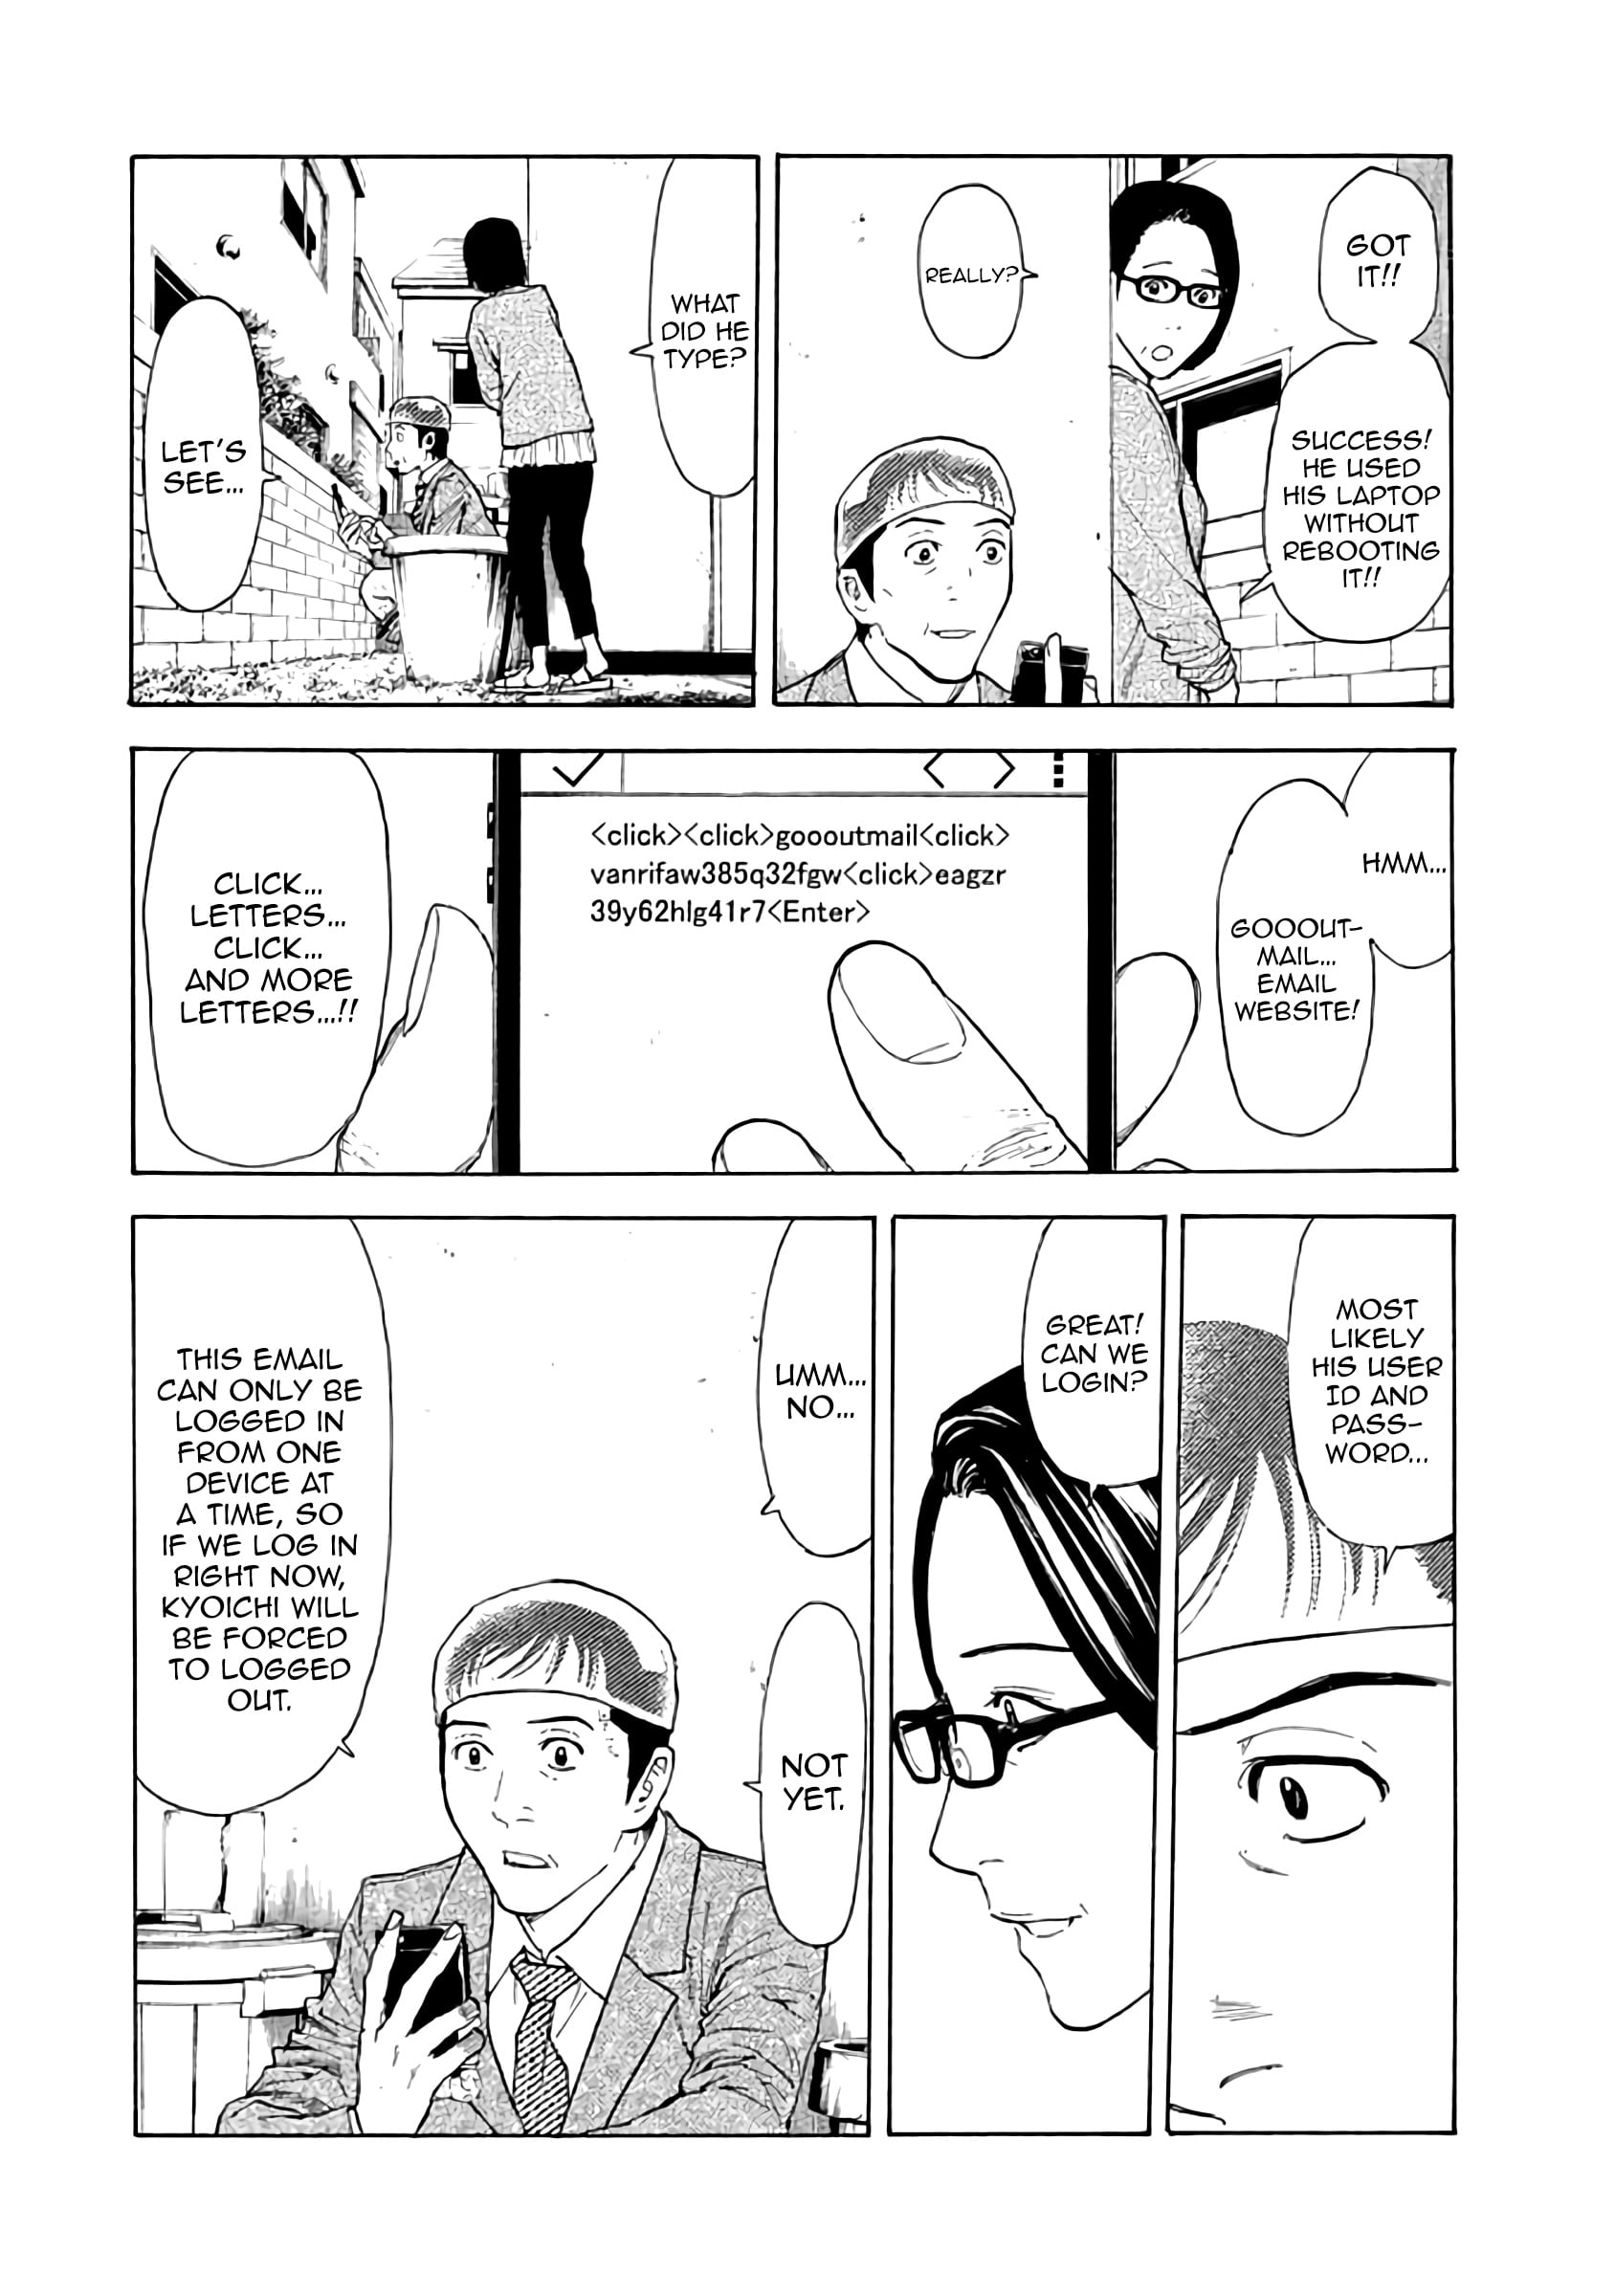 GOT
IT!!
SUCCESS!
HE USED
HIS LAPTOP
WITHOUT
REBOOTING
IT!!
REALLY?
WHAT
DID HE
TYPE?
LET'S
SEE...
HMM...
GOOOUT-
MAIL...
EMAIL
WEBSITE!
<click><click>goooutmail<click>
vanrifaw385q32fgw<click>eagzr
39y62hlg41r7<Enter>
CLICK...
LETTERS...
CLICK...
AND MORE
LETTERS...!!
MOST
LIKELY
HIS USER
ID AND
PASS-
WORD...
GREAT!
CAN WE
LOGIN?
UMM...
NO...
NOT
YET.
THIS EMAIL
CAN ONLY BE
LOGGED IN
FROM ONE
DEVICE AT
A TIME, SO
IF WE LOG IN
RIGHT NOW,
KYOICHI WILL
BE FORCED
TO LOGGED
OUT.